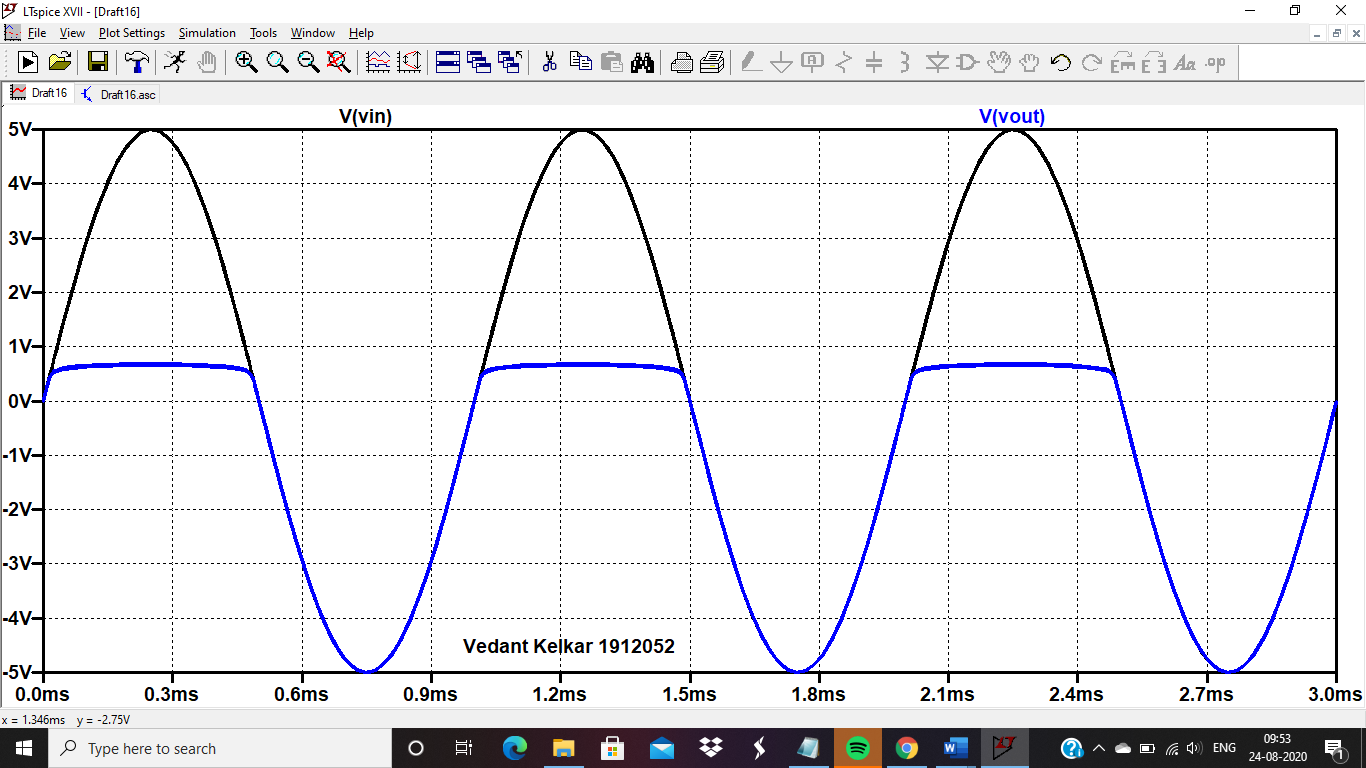 LTspice XVII - [Draft16]
File View Plot Settings Simulation Tools Window Help
Draft16 Draft16.asc
V(vin) V(vout)
5V
4V
3V
2V
1V
0V
-1V
-2V
-3V
-4V
-5V
Vedant Kelkar 1912052
0.0ms 0.3ms 0.6ms 0.9ms 1.2ms 1.5ms 1.8ms 2.1ms 2.4ms 2.7ms 3.0ms
x = 1.346ms y = -2.75V
Type here to search
ENG
09:53
24-08-2020
1